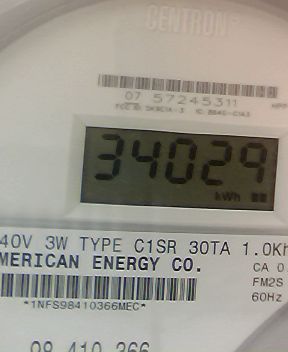 CENTRON®
07 57245311
34029
kWh
40V 3W TYPE C1SR 30TA 1.0Kh
MERICAN ENERGY CO.
CA 0.
FM2S
60Hz
*1NFS98410366MEC*
98 410 366